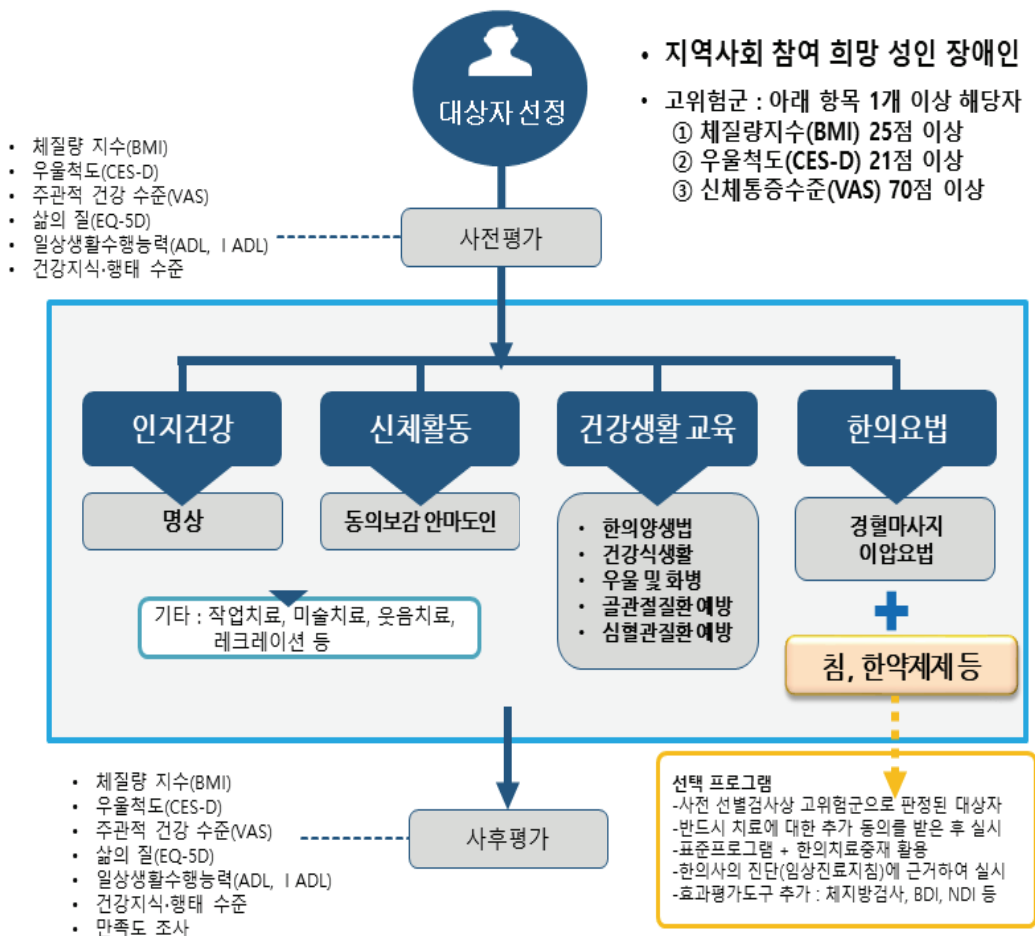 대상자 선정
• 지역사회 참여 희망 성인 장애인
• 고위험군 : 아래 항목 1개 이상 해당자
① 체질량지수(BMI) 25점 이상
② 우울척도(CES-D) 21점 이상
③ 신체통증수준(VAS) 70점 이상
• 체질량 지수(BMI)
• 우울척도(CES-D)
• 주관적 건강 수준(VAS)
• 삶의 질(EQ-5D)
• 일상생활수행능력(ADL, I ADL)
• 건강지식·행태 수준
사전평가
인지건강
명상
신체활동
동의보감 안마도인
기타 : 작업치료, 미술치료, 웃음치료,
레크레이션 등
건강생활 교육
• 한의양생법
• 건강식생활
• 우울 및 화병
• 골관절질환 예방
• 심혈관질환 예방
한의요법
경혈마사지
이압요법
+
침, 한약제제 등
• 체질량 지수(BMI)
• 우울척도(CES-D)
• 주관적 건강 수준(VAS)
• 삶의 질(EQ-5D)
• 일상생활수행능력(ADL, I ADL)
• 건강지식·행태 수준
• 만족도 조사
사후평가
선택 프로그램
-사전 선별검사상 고위험군으로 판정된 대상자
-반드시 치료에 대한 추가 동의를 받은 후 실시
-표준프로그램 + 한의치료중재 활용
-한의사의 진단(임상진료지침)에 근거하여 실시
-효과평가도구 추가 : 체지방검사, BDI, NDI 등